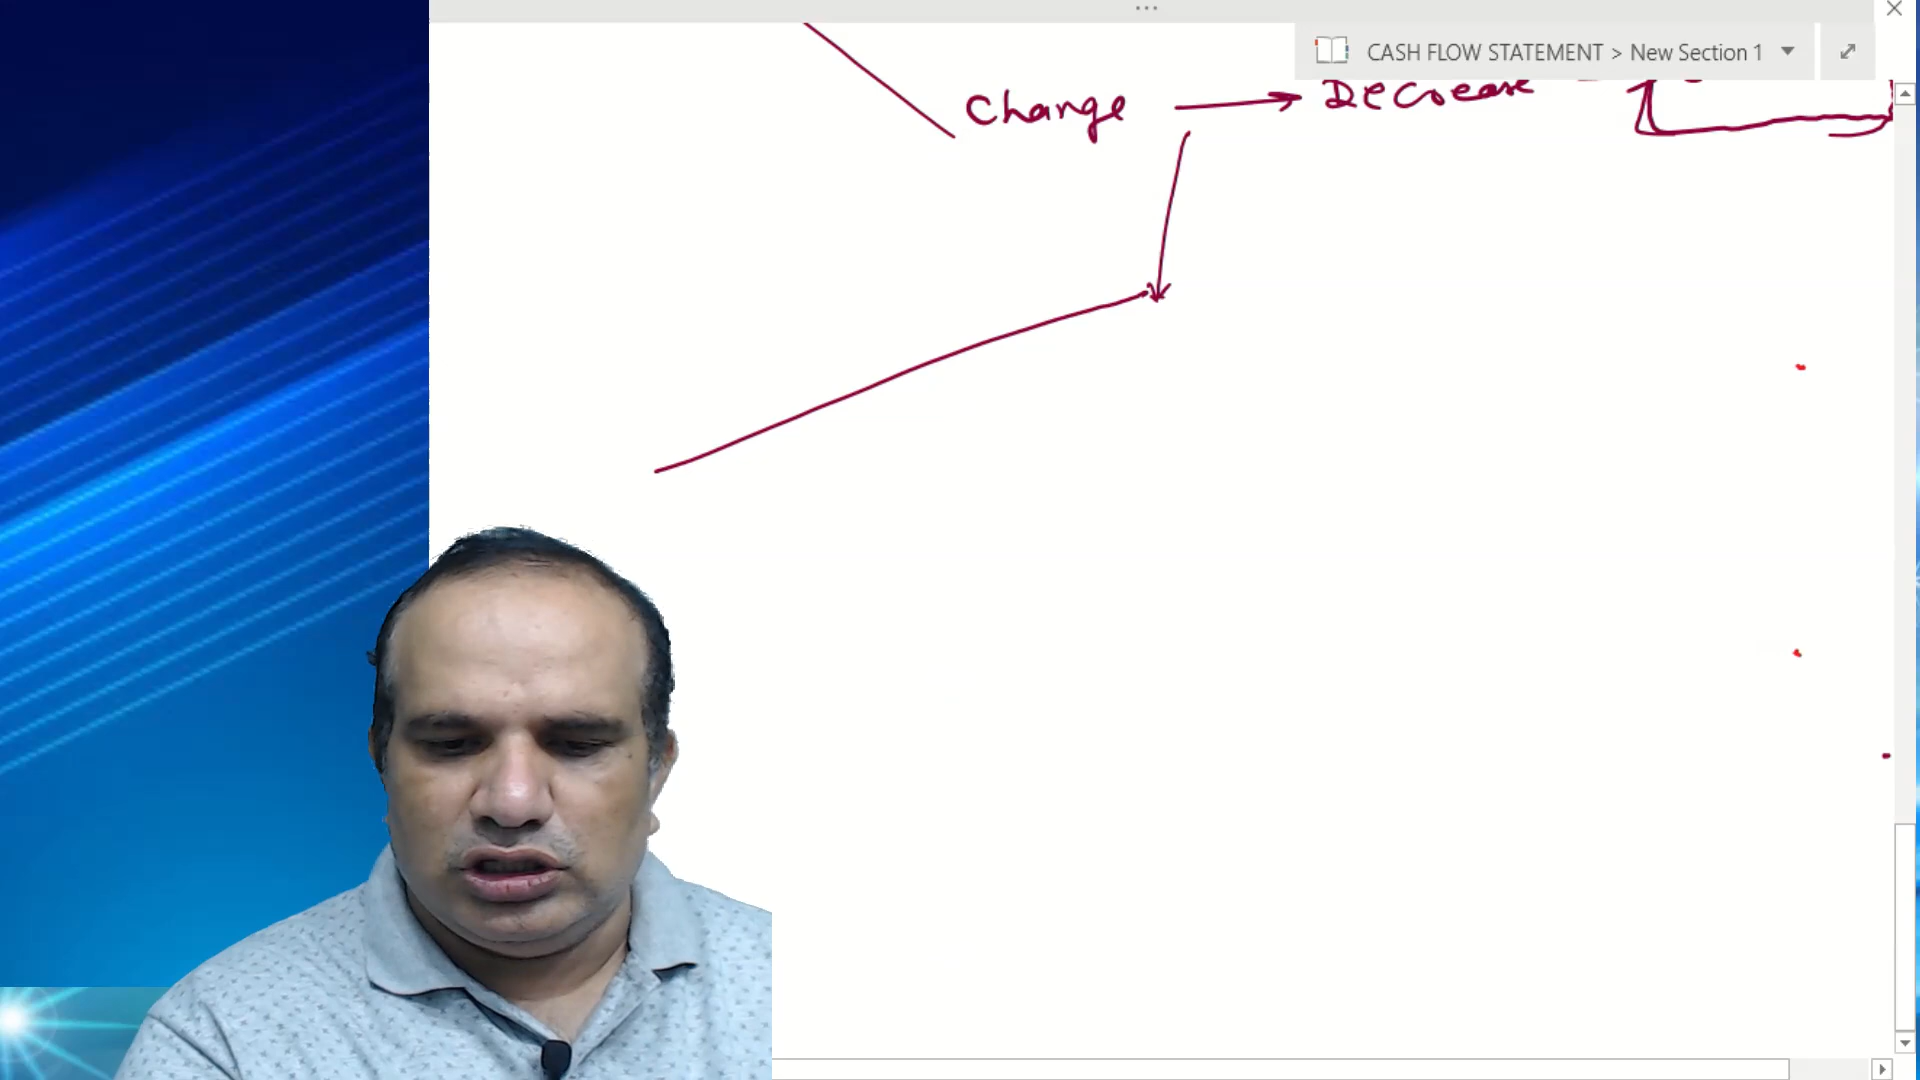 CASH FLOW STATEMENT > New Section 1
Change → Decrease